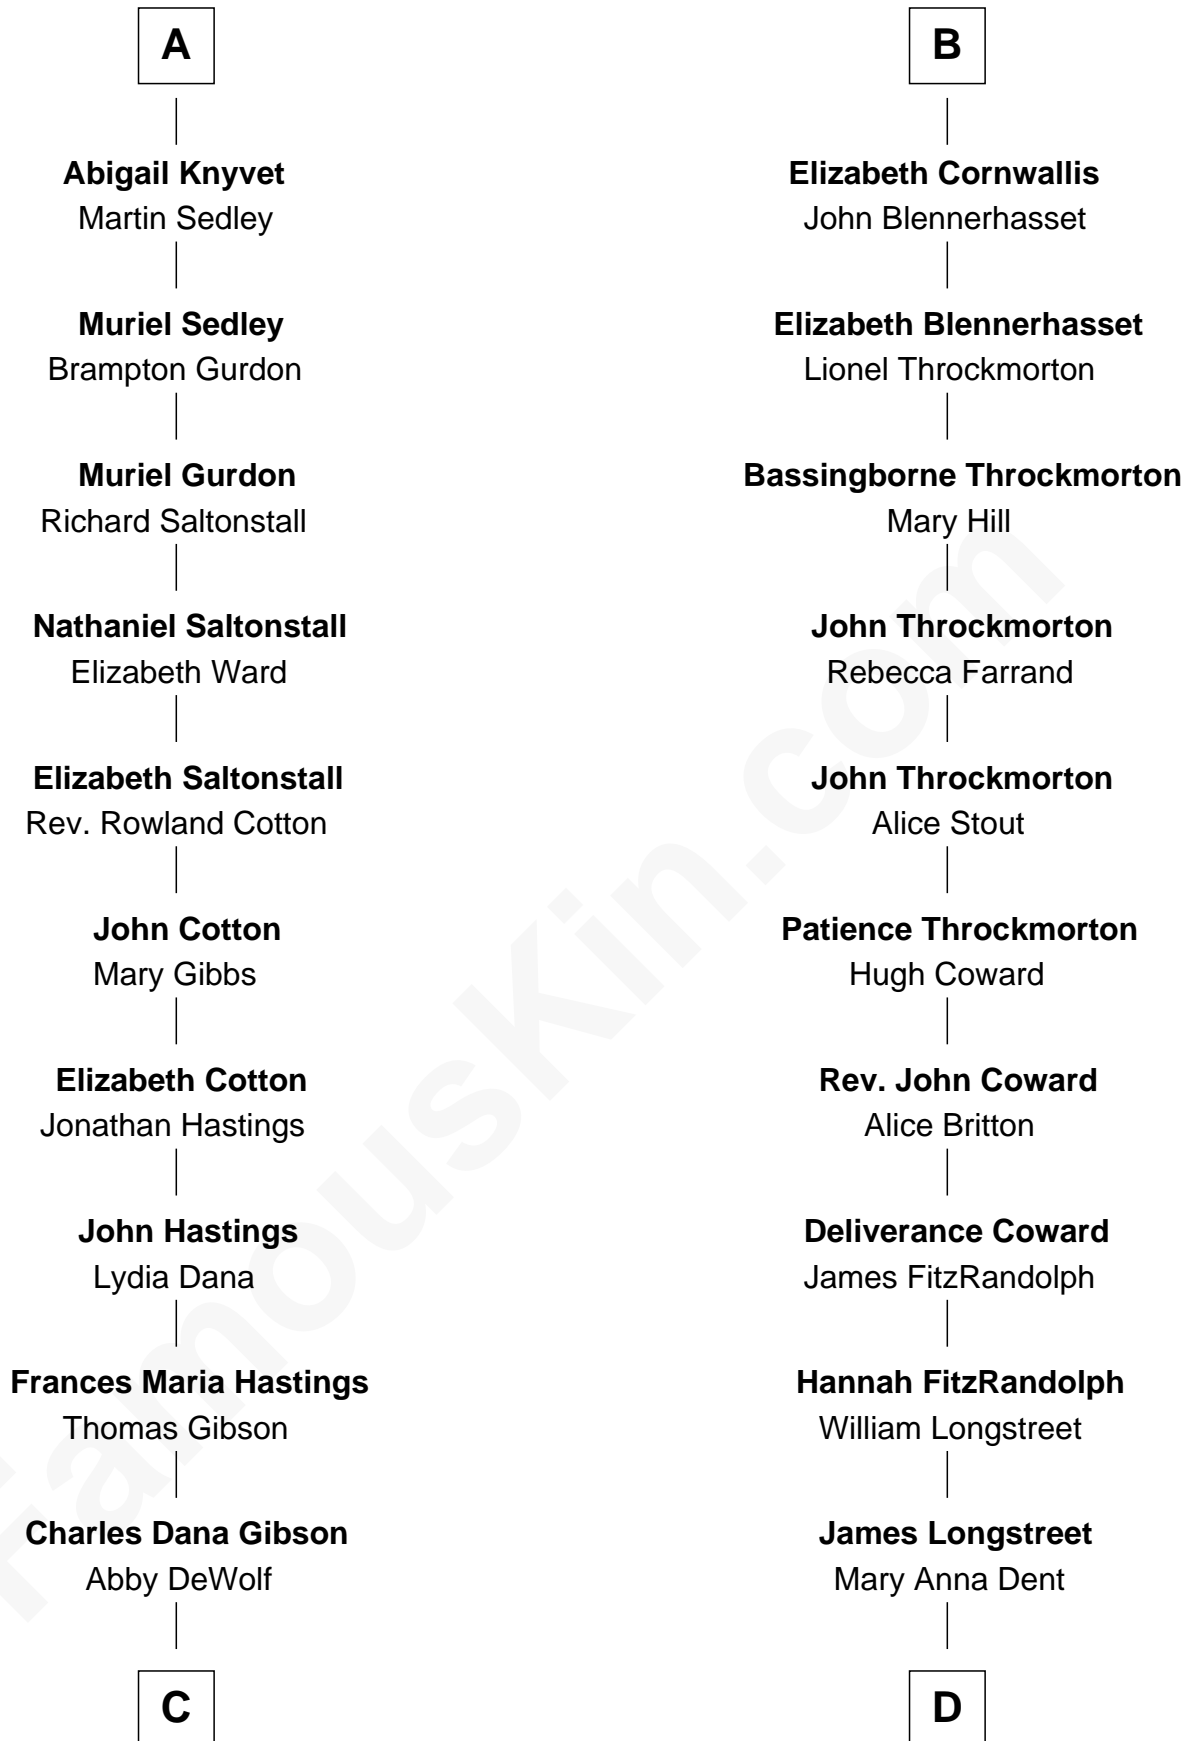 A
Abigail Knyvet
Martin Sedley
Muriel Sedley
Brampton Gurdon
Muriel Gurdon
Richard Saltonstall
Nathaniel Saltonstall
Elizabeth Ward
Elizabeth Saltonstall
Rev. Rowland Cotton
John Cotton
Mary Gibbs
Elizabeth Cotton
Jonathan Hastings
John Hastings
Lydia Dana
Frances Maria Hastings
Thomas Gibson
Charles Dana Gibson
Abby DeWolf
C
B
Elizabeth Cornwallis
John Blennerhasset
Elizabeth Blennerhasset
Lionel Throckmorton
Bassingborne Throckmorton
Mary Hill
John Throckmorton
Rebecca Farrand
John Throckmorton
Alice Stout
Patience Throckmorton
Hugh Coward
Rev. John Coward
Alice Britton
Deliverance Coward
James FitzRandolph
Hannah FitzRandolph
William Longstreet
James Longstreet
Mary Anna Dent
D
FamousKin.com